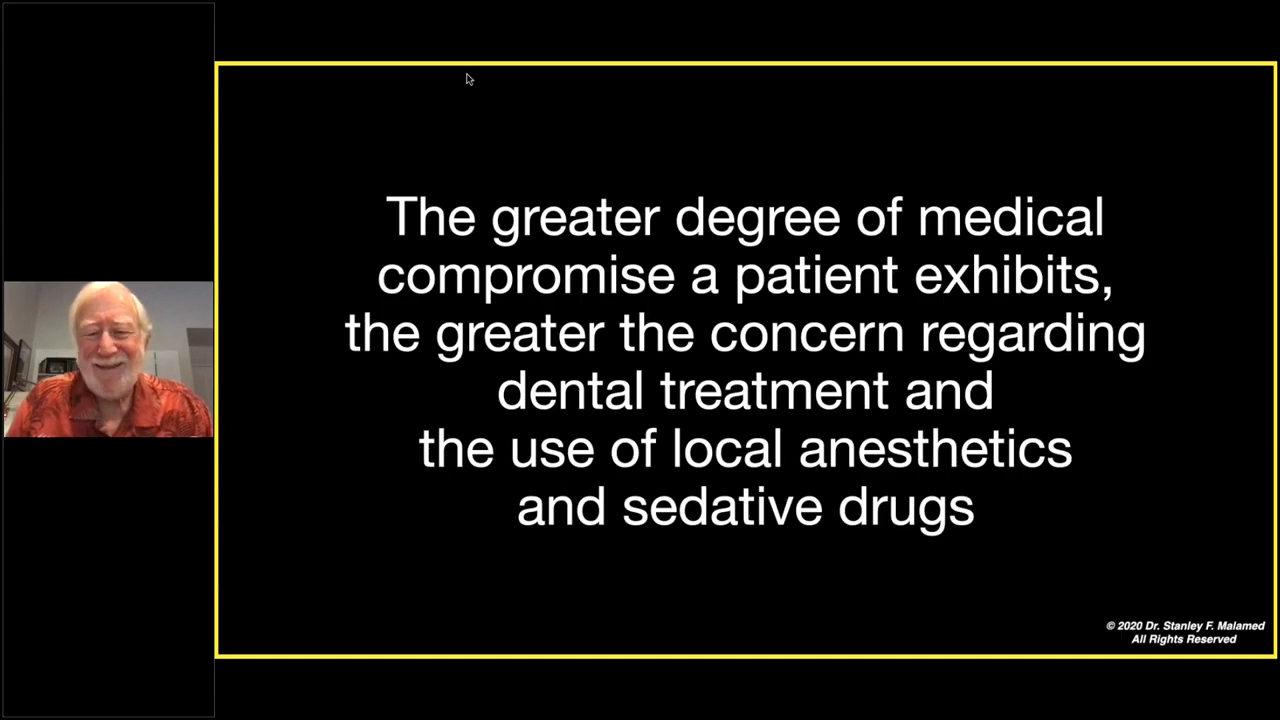 The greater degree of medical
compromise a patient exhibits,
the greater the concern regarding
dental treatment and
the use of local anesthetics
and sedative drugs
© 2020 Dr. Stanley F. Malamed
All Rights Reserved